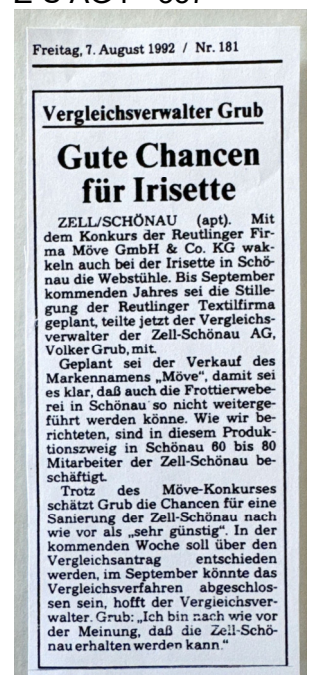 Freitag, 7. August 1992 / Nr. 181
Vergleichsverwalter Grub
Gute Chancen
für Irisette
ZELL/SCHÖNAU (apt). Mit
dem Konkurs der Reutlinger Fir-
ma Möve GmbH & Co. KG wak-
keln auch bei der Irisette in Schö-
nau die Webstühle. Bis September
kommenden Jahres sei die Stille-
gung der Reutlinger Textilfirma
geplant, teilte jetzt der Vergleichs-
verwalter der Zell-Schönau AG,
Volker Grub, mit.
Geplant sei der Verkauf des
Markennamens „Möve“, damit sei
es klar, daß auch die Frottierwebe-
rei in Schönau so nicht weiterge-
führt werden könne. Wie wir be-
richteten, sind in diesem Produk-
tionszweig in Schönau 60 bis 80
Mitarbeiter der Zell-Schönau be-
schäftigt.
Trotz des Möve-Konkurses
schätzt Grub die Chancen für eine
Sanierung der Zell-Schönau nach
wie vor als „sehr günstig“. In der
kommenden Woche soll über den
Vergleichsantrag entschieden
werden, im September könnte das
Vergleichsverfahren abgeschlos-
sen sein, hofft der Vergleichsver-
walter. Grub: „Ich bin nach wie vor
der Meinung, daß die Zell-Schö-
nau erhalten werden kann.“